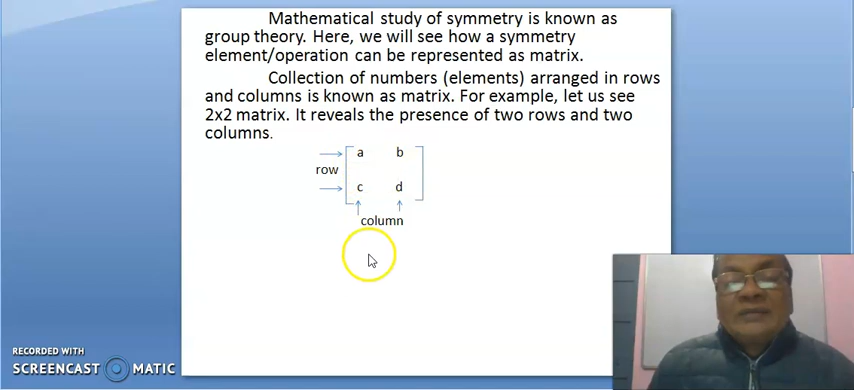 Mathematical study of symmetry is known as
group theory. Here, we will see how a symmetry
element/operation can be represented as matrix.
Collection of numbers (elements) arranged in rows
and columns is known as matrix. For example, let us see
2x2 matrix. It reveals the presence of two rows and two
columns.
a b
row
c d
column
RECORDED WITH
SCREENCAST MATIC